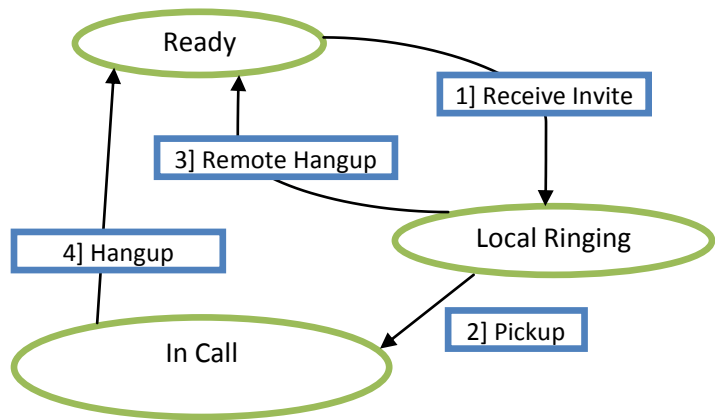 Ready
1] Receive Invite
3] Remote Hangup
Local Ringing
4] Hangup
2] Pickup
In Call